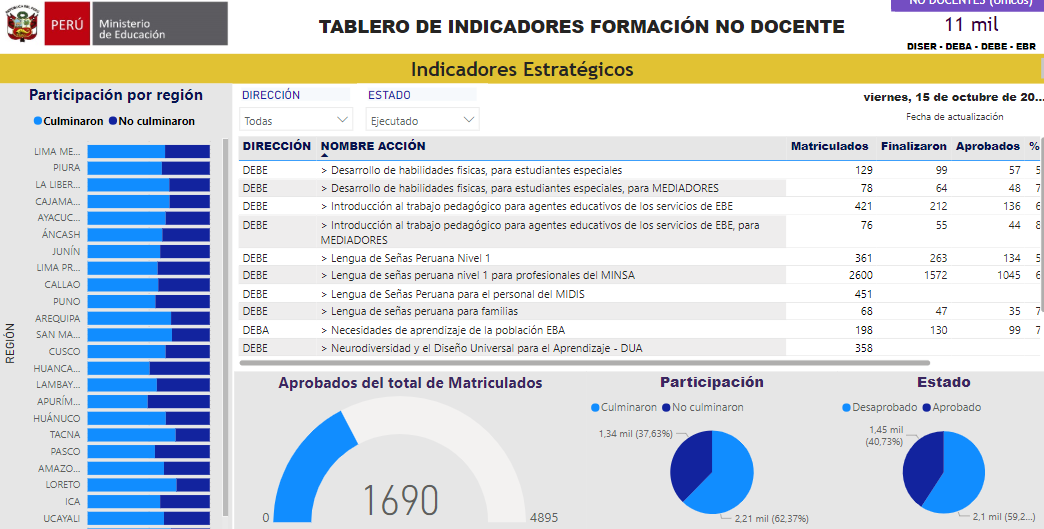 PERÚ
Ministerio
de Educación
TABLERO DE INDICADORES FORMACIÓN NO DOCENTE
NO DOCENTES (Únicos)
11 mil
DISER - DEBA - DEBE - EBR
Indicadores Estratégicos
Participación por región
Culminaron No culminaron
REGIÓN
LIMA ME...
PIURA
LA LIBER...
CAJAMA...
AYACUC...
ÁNCASH
JUNÍN
LIMA PR...
CALLAO
PUNO
AREQUIPA
SAN MA...
CUSCO
HUANCA...
LAMBAY...
APURÍM...
HUÁNUCO
TACNA
PASCO
AMAZO...
LORETO
ICA
UCAYALI
DIRECCIÓN ESTADO
Todas Ejecutado
viernes, 15 de octubre de 20...
Fecha de actualización
DIRECCIÓN NOMBRE ACCIÓN Matriculados Finalizaron Aprobados %
DEBE > Desarrollo de habilidades fisicas, para estudiantes especiales 129 99 57 5
DEBE > Desarrollo de habilidades fisicas, para estudiantes especiales, para MEDIADORES 78 64 48 7
DEBE > Introducción al trabajo pedagógico para agentes educativos de los servicios de EBE 421 212 136 6
DEBE > Introducción al trabajo pedagógico para agentes educativos de los servicios de EBE, para 76 55 44 8
MEDIADORES
DEBE > Lengua de Señas Peruana Nivel 1 361 263 134 5
DEBE > Lengua de señas peruana nivel 1 para profesionales del MINSA 2600 1572 1045 6
DEBE > Lengua de Señas Peruana para el personal del MIDIS 451
DEBE > Lengua de señas peruana para familias 68 47 35 7
DEBA > Necesidades de aprendizaje de la población EBA 198 130 99 7
DEBE > Neurodiversidad y el Diseño Universal para el Aprendizaje - DUA 358
Aprobados del total de Matriculados
1690
0 4895
Participación
Culminaron No culminaron
1,34 mil (37,63%)
2,21 mil (62,37%)
Estado
Desaprobado Aprobado
1,45 mil
(40,73%)
2,1 mil (59,2...)